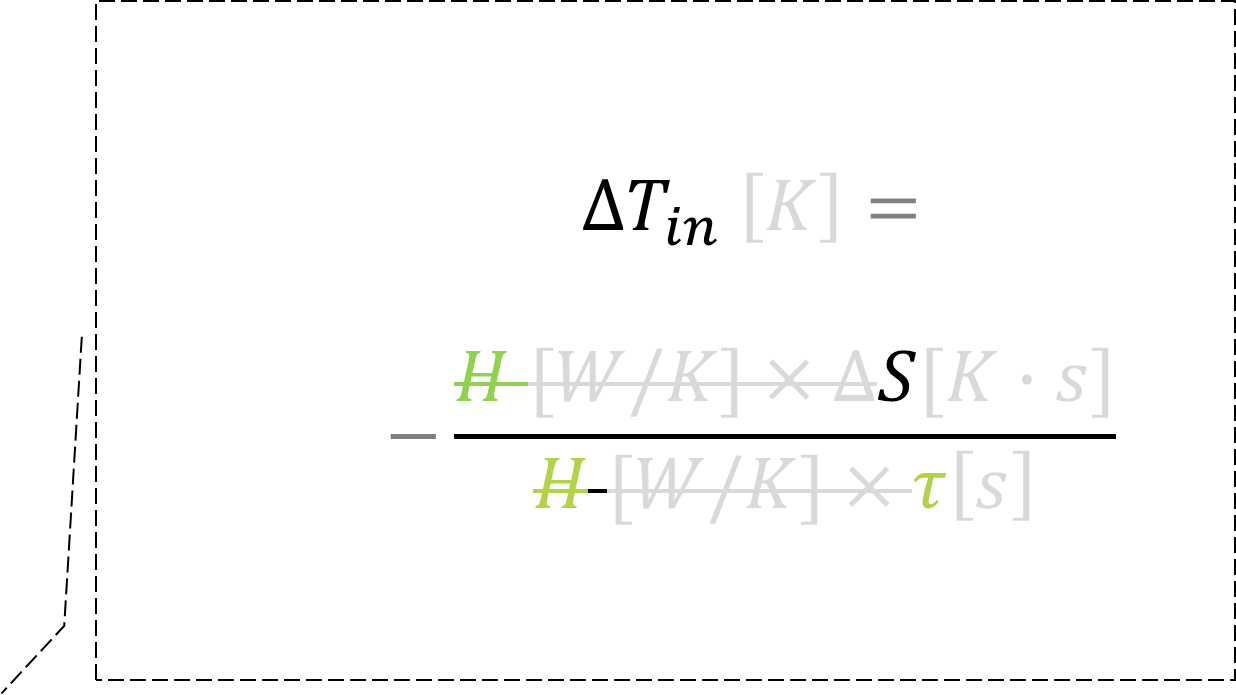 ΔT_in [K] =
− H [W/K] × ΔS[K · s]
H [W/K] × τ[s]